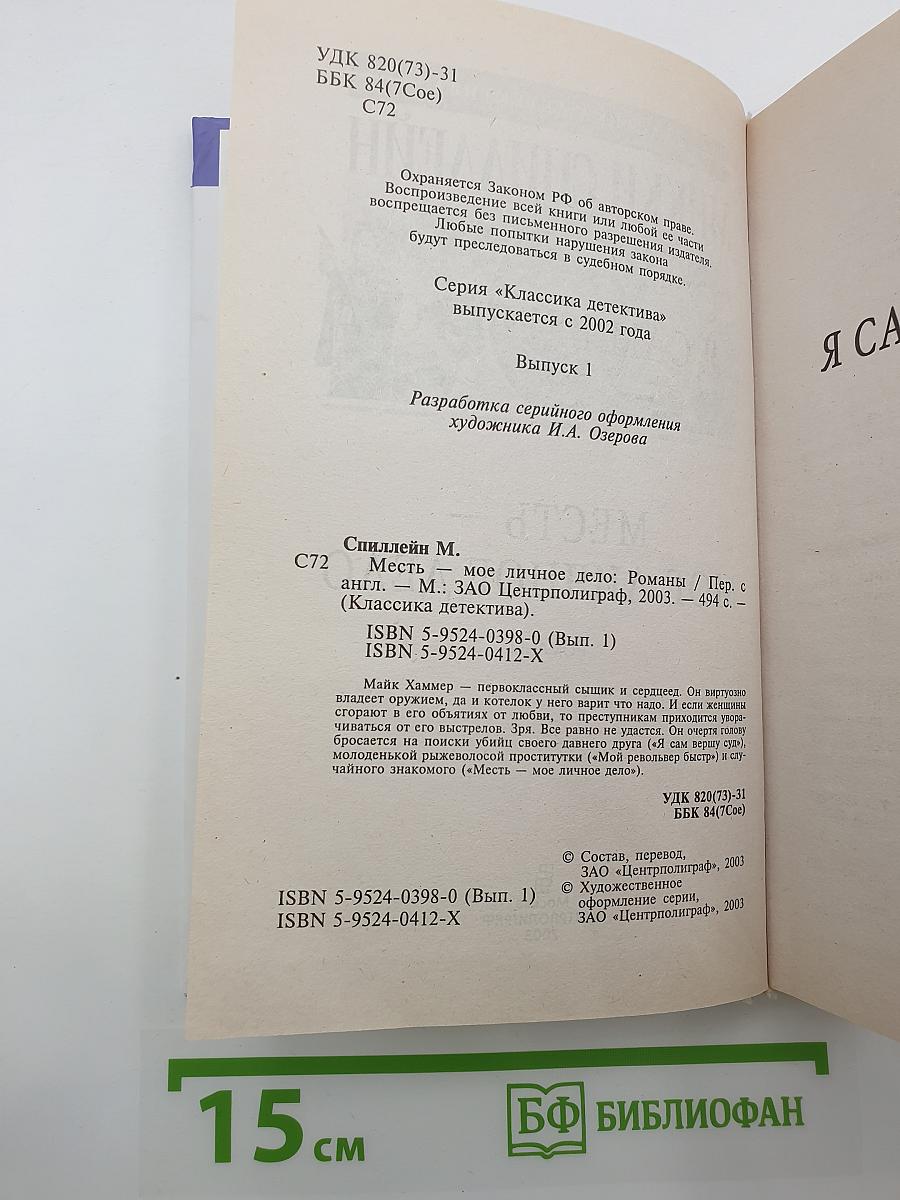 УДК 820(73)-31
ББК 84(7Сое)
С72
Охраняется Законом РФ об авторском праве.
Воспроизведение всей книги или любой ее части
воспрещается без письменного разрешения издателя.
Любые попытки нарушения закона
будут преследоваться в судебном порядке.
Серия «Классика детектива»
выпускается с 2002 года
Выпуск 1
Разработка серийного оформления
художника И.А. Озерова
Спиллейн М.
С72 Месть — мое личное дело: Романы / Пер. с
англ. — М.: ЗАО Центрполиграф, 2003. — 494 с. —
(Классика детектива).
ISBN 5-9524-0398-0 (Вып. 1)
ISBN 5-9524-0412-X
Майк Хаммер — первоклассный сыщик и сердцеед. Он виртуозно
владеет оружием, да и котелок у него варит что надо. И если женщины
сгорают в его объятиях от любви, то преступникам приходится увора-
чиваться от его выстрелов. Зря. Все равно не удастся. Он очертя голову
бросается на поиски убийц своего давнего друга («Я сам вершу суд»),
молоденькой рыжеволосой проститутки («Мой револьвер быстр») и слу-
чайного знакомого («Месть — мое личное дело»).
УДК 820(73)-31
ББК 84(7Сое)
© Состав, перевод,
ЗАО «Центрполиграф», 2003
© Художественное
оформление серии,
ЗАО «Центрполиграф», 2003
ISBN 5-9524-0398-0 (Вып. 1)
ISBN 5-9524-0412-X
Я СА
15 см
БФ БИБЛИОФАН